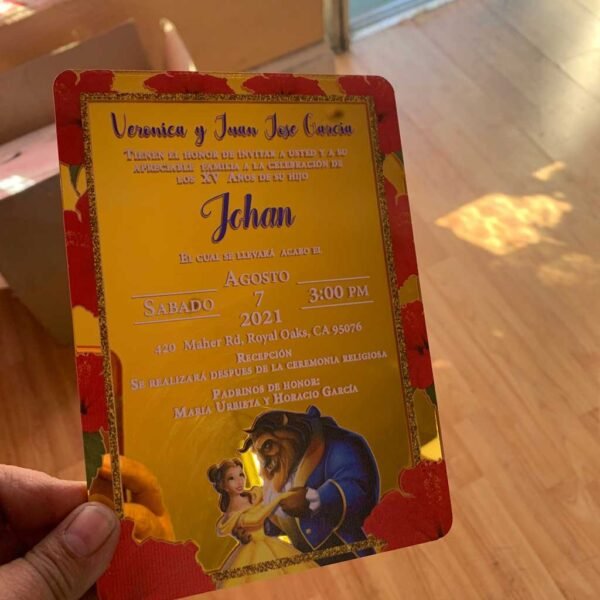 Veronica y Juan Jose Garcia
Tienen el honor de invitar a usted y a su
apreciable familia a la celebración de
los XV Años de su hijo
Johan
El cual se llevará acabo el
Agosto
Sabado 7 3:00 PM
2021
420 Maher Rd, Royal Oaks, CA 95076
Recepción
Se realizará despues de la ceremonia religiosa
Padrinos de honor:
Maria Urbieta y Horacio García